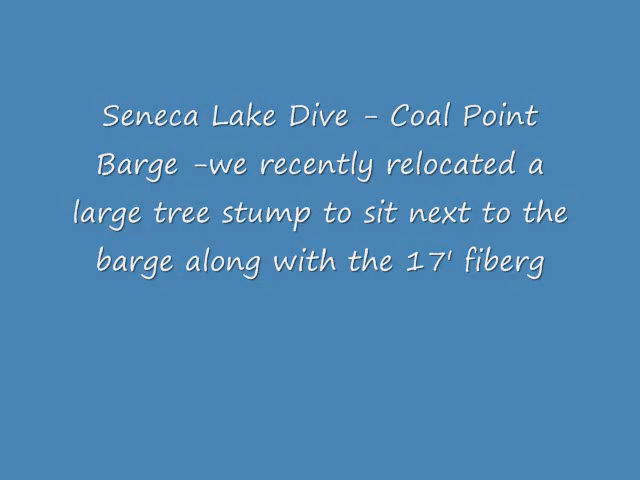 Seneca Lake Dive - Coal Point
Barge -we recently relocated a
large tree stump to sit next to the
barge along with the 17' fiberg